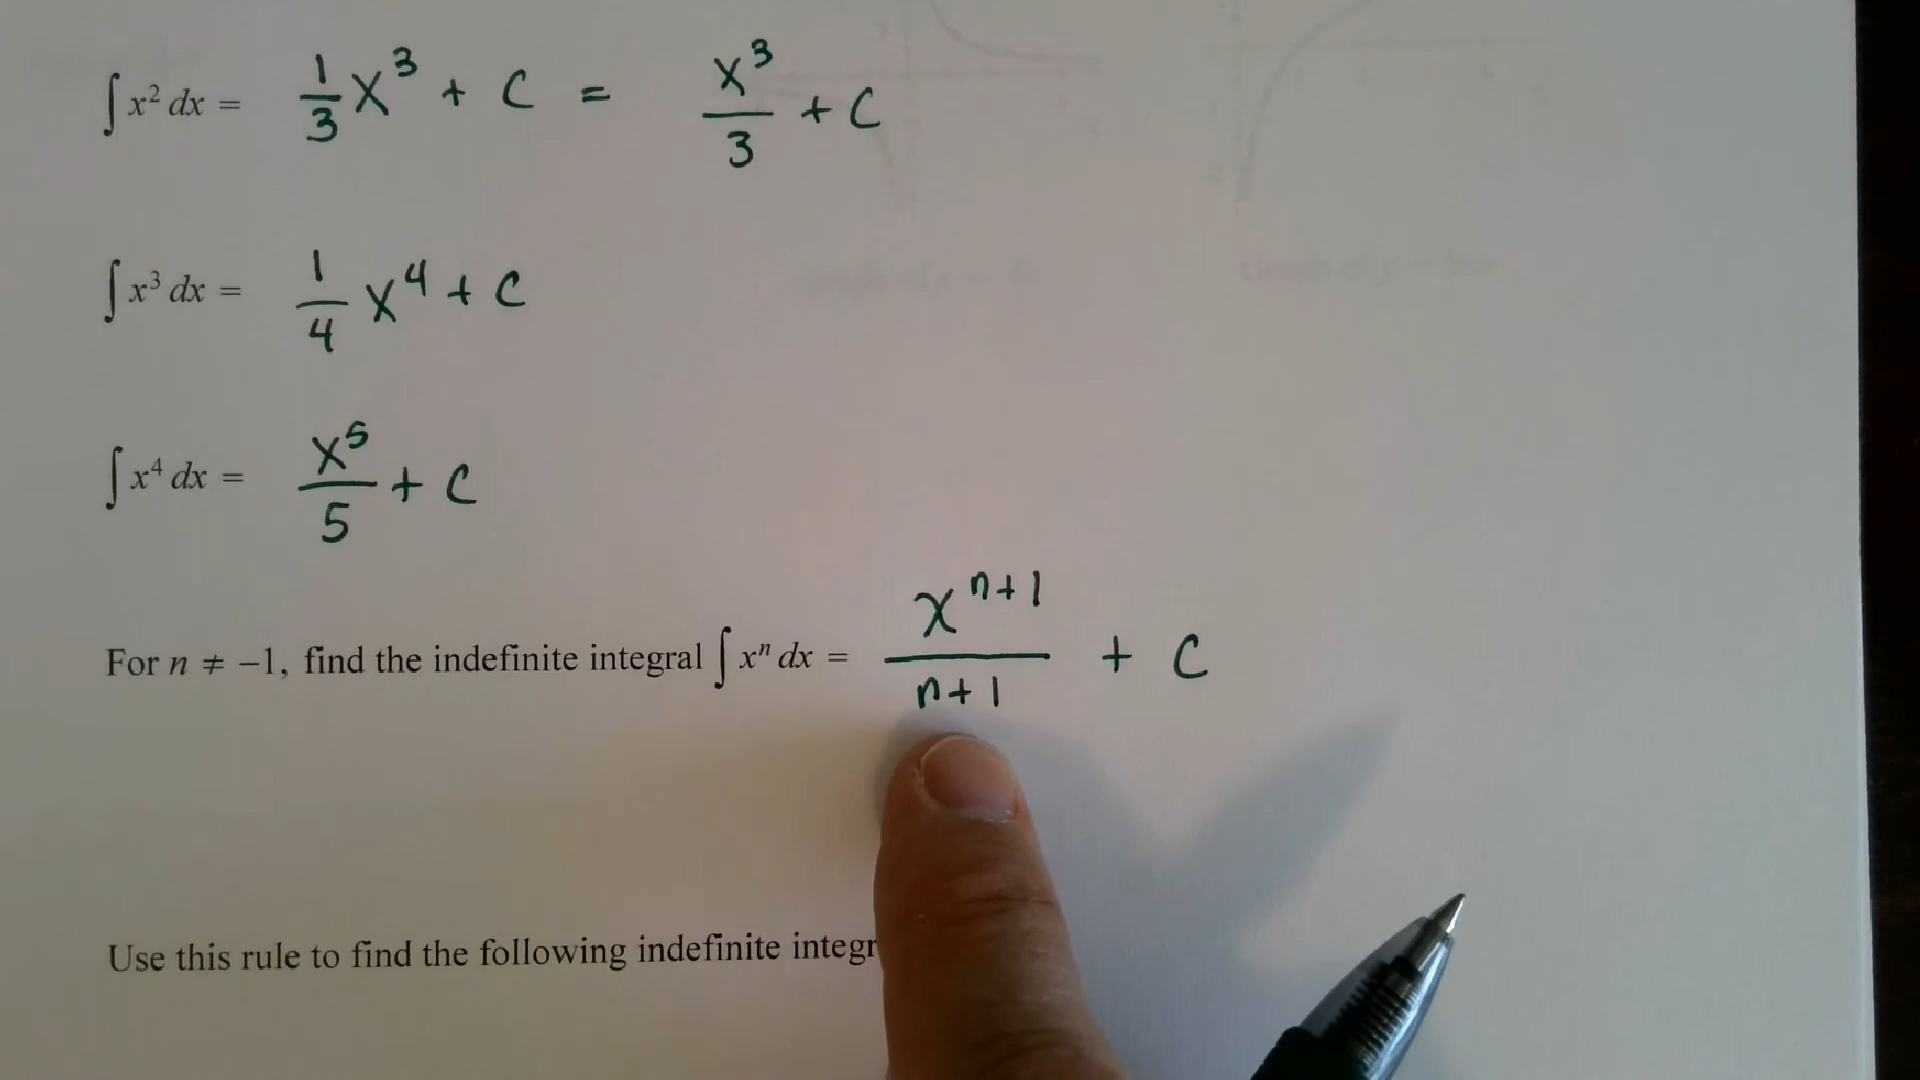 ∫ x² dx = 1/3 x³ + C = x³/3 + C
∫ x³ dx = 1/4 x⁴ + C
∫ x⁴ dx = x⁵/5 + C
For n ≠ −1, find the indefinite integral ∫ xⁿ dx = xⁿ⁺¹/n+1 + C
Use this rule to find the following indefinite integr